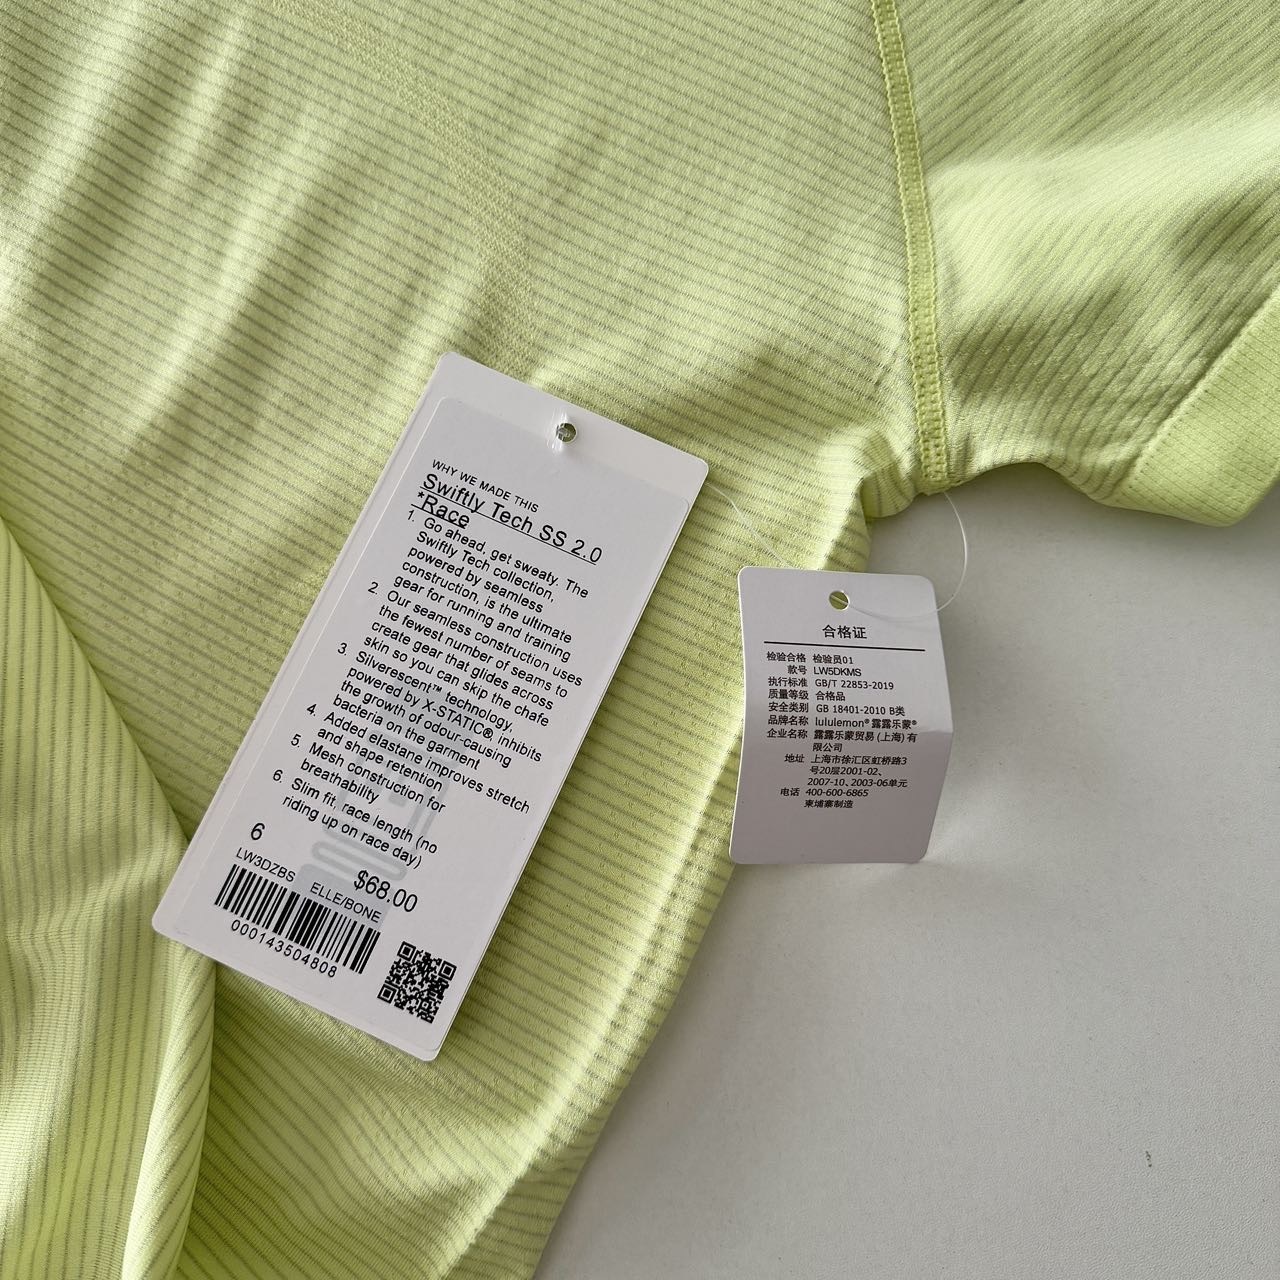 WHY WE MADE THIS
Swiftly Tech SS 2.0
*Race
1. Go ahead, get sweaty. The
Swiftly Tech collection,
powered by seamless
construction, is the ultimate
gear for running and training
2. Our seamless construction uses
the fewest number of seams to
create gear that glides across
skin so you can skip the chafe
3. Silverescent™ technology,
powered by X-STATIC®, inhibits
the growth of odour-causing
bacteria on the garment
4. Added elastane improves stretch
and shape retention
5. Mesh construction for
breathability
6. Slim fit, race length (no
riding up on race day)
6
$68.00
LW3DZBS ELLE/BONE
000143504808
合格证
检验合格 检验员01
款号 LW5DKMS
执行标准 GB/T 22853-2019
质量等级 合格品
安全类别 GB 18401-2010 B类
品牌名称 lululemon®露露乐蒙®
企业名称 露露乐蒙贸易(上海)有
限公司
地址 上海市徐汇区虹桥路3
号20层2001-02、
2007-10、2003-06单元
电话 400-600-6865
柬埔寨制造